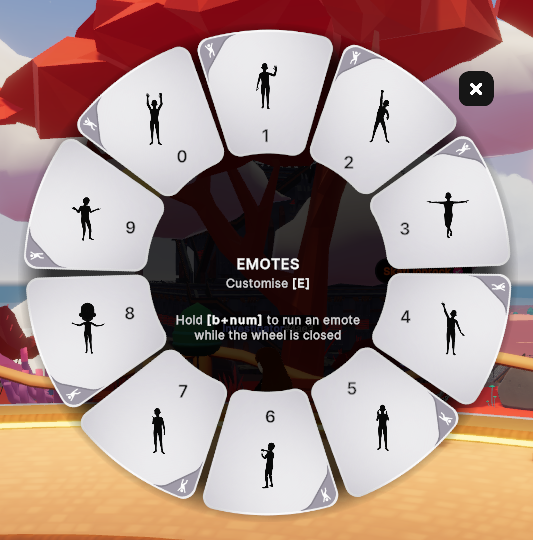 1
0
2
9
3
EMOTES
Customise [E]
8
4
Hold [b+num] to run an emote
while the wheel is closed
7
5
6